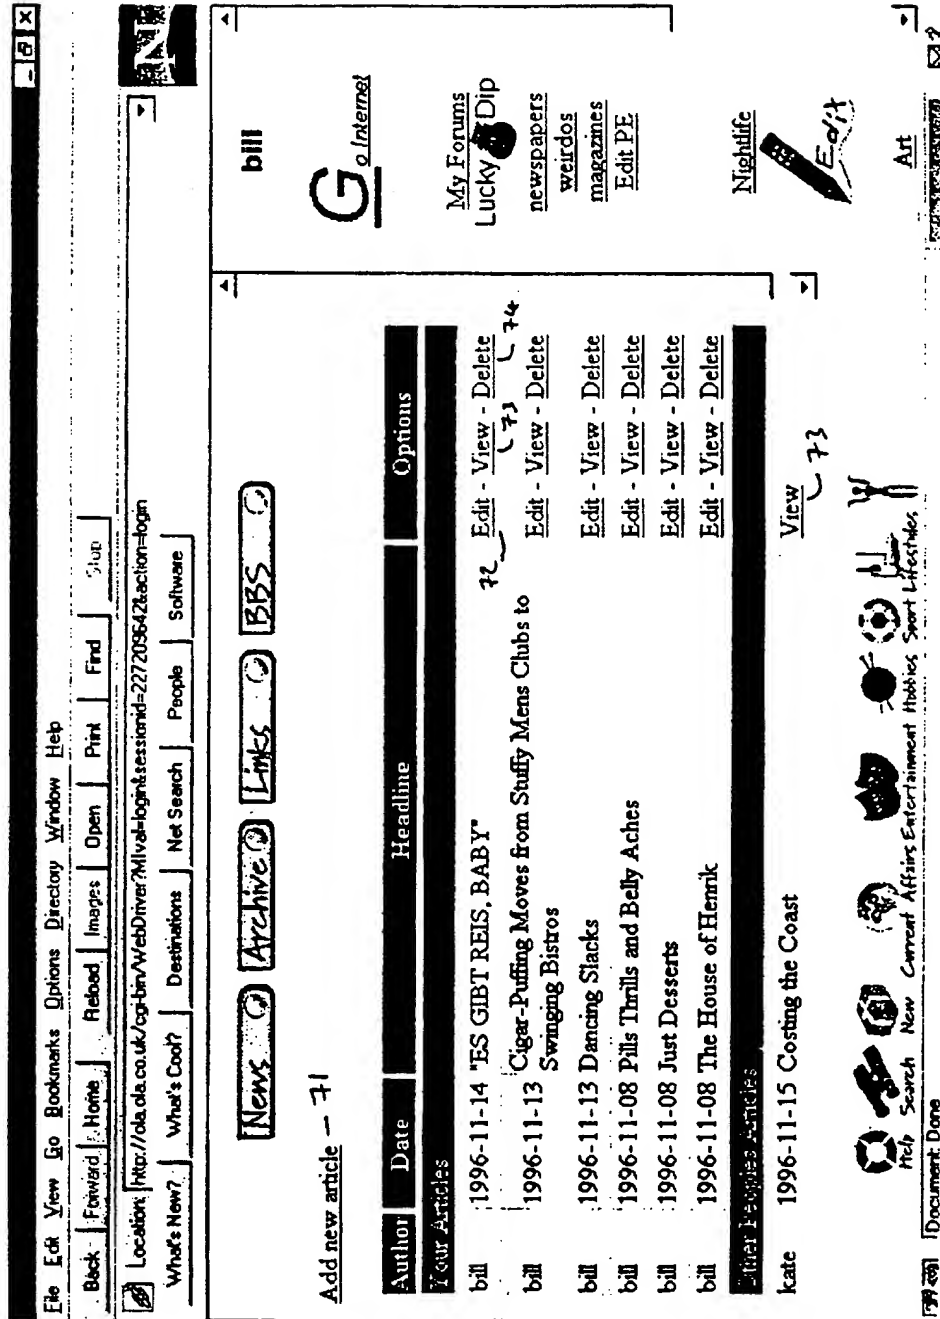 File Edit View Go Bookmarks Options Directory Window Help
Back Forward Home Reload Images Open Print Find Stop
Location: http://ola.ola.co.uk/cgi-bin/WebDriver?MIval=login&sessionid=227209642&action=login
What's New? What's Cool? Destinations Net Search People Software
News Archive Links BBS
Add new article 71
Author Date Headline Options
Your Articles
bill 1996-11-14 "ES GIBT REIS, BABY" 72 Edit - View - Delete
73 74
bill 1996-11-13 Cigar-Puffing Moves from Stuffy Mens Clubs to Edit - View - Delete
Swinging Bistros
bill 1996-11-13 Dancing Slacks Edit - View - Delete
bill 1996-11-08 Pills Thrills and Belly Aches Edit - View - Delete
bill 1996-11-08 Just Desserts Edit - View - Delete
bill 1996-11-08 The House of Henrik Edit - View - Delete
Other Peoples Articles
kate 1996-11-15 Costing the Coast View
73
bill
Go Internet
My Forums
Lucky Dip
newspapers
weirdos
magazines
Edit PE
Nightlife
Edit
Art
Help Search New Current Affairs Entertainment Hobbies Sport Lifestyles
Document: Done